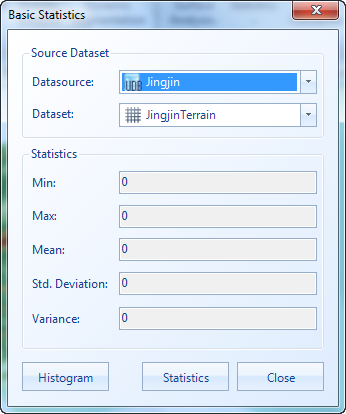 Basic Statistics
Source Dataset
Datasource: UDB Jingjin
Dataset: JingjinTerrain
Statistics
Min: 0
Max: 0
Mean: 0
Std. Deviation: 0
Variance: 0
Histogram Statistics Close